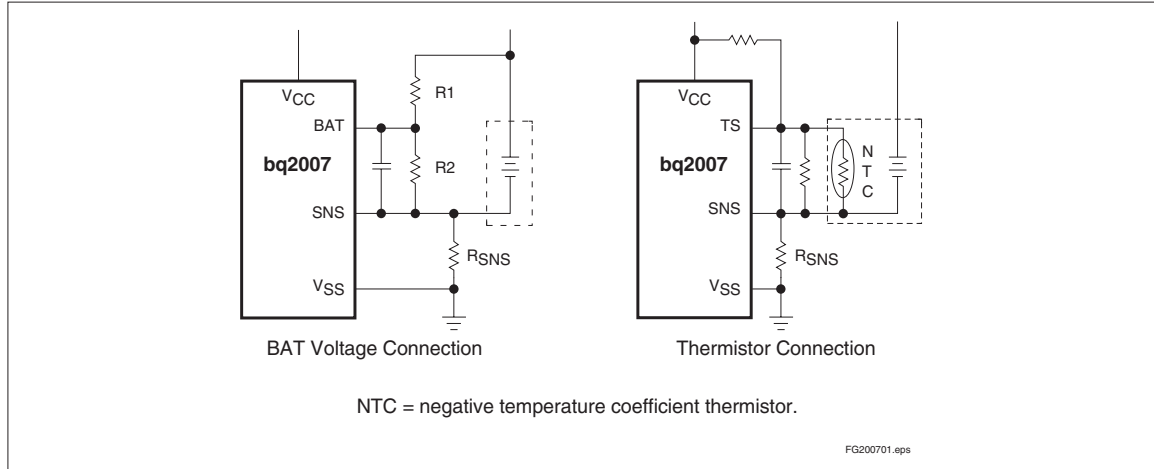 VCC
BAT
bq2007
SNS
VSS
R1
R2
RSNS
BAT Voltage Connection
VCC
TS
bq2007
SNS
VSS
N
T
C
RSNS
Thermistor Connection
NTC = negative temperature coefficient thermistor.
FG200701.eps